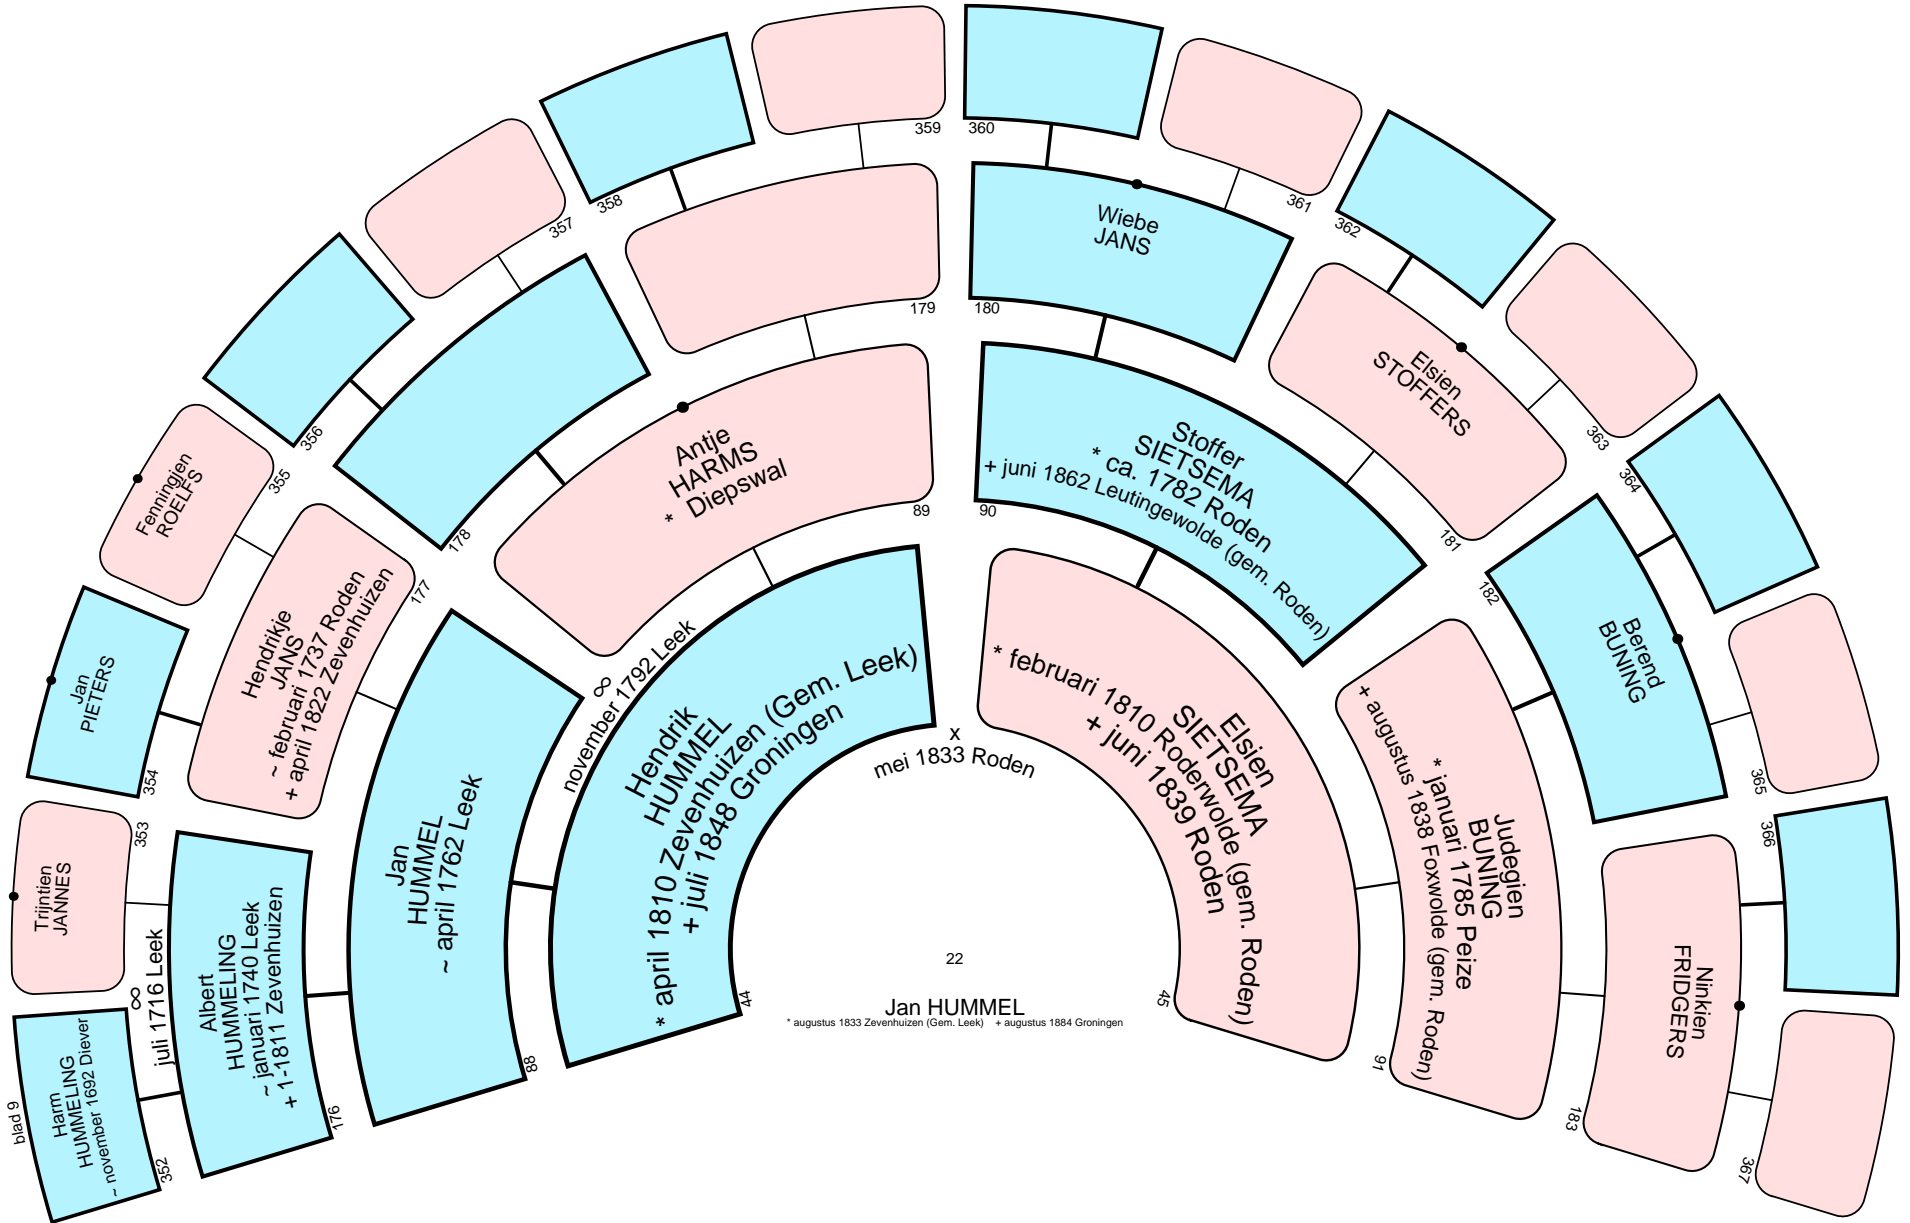 22
Jan HUMMEL
* augustus 1833 Zevenhuizen (Gem. Leek) + augustus 1884 Groningen
x
mei 1833 Roden
Hendrik
HUMMEL
* april 1810 Zevenhuizen (Gem. Leek)
+ juli 1848 Groningen
44
Elsien
SIETSEMA
* februari 1810 Roderwolde (gem. Roden)
+ juni 1839 Roden
45
∞
november 1792 Leek
Jan
HUMMEL
~ april 1762 Leek
88
Antje
HARMS
* Diepswal
89
Stoffer
SIETSEMA
* ca. 1782 Roden
+ juni 1862 Leutingewolde (gem. Roden)
90
Judegien
BUNING
* januari 1785 Peize
+ augustus 1838 Foxwolde (gem. Roden)
91
Albert
HUMMELING
~ januari 1740 Leek
+ 1-1811 Zevenhuizen
176
Hendrikje
JANS
~ februari 1737 Roden
+ april 1822 Zevenhuizen
177
178
179
Wiebe
JANS
180
Elsien
STOFFERS
181
Berend
BUNING
182
Ninkien
FRIDGERS
183
∞
juli 1716 Leek
blad 9
Harm
HUMMELING
~ november 1692 Diever
352
Trijntien
JANNES
353
Jan
PIETERS
354
Fenningjen
ROELFS
355
356
357
358
359
360
361
362
363
364
365
366
367